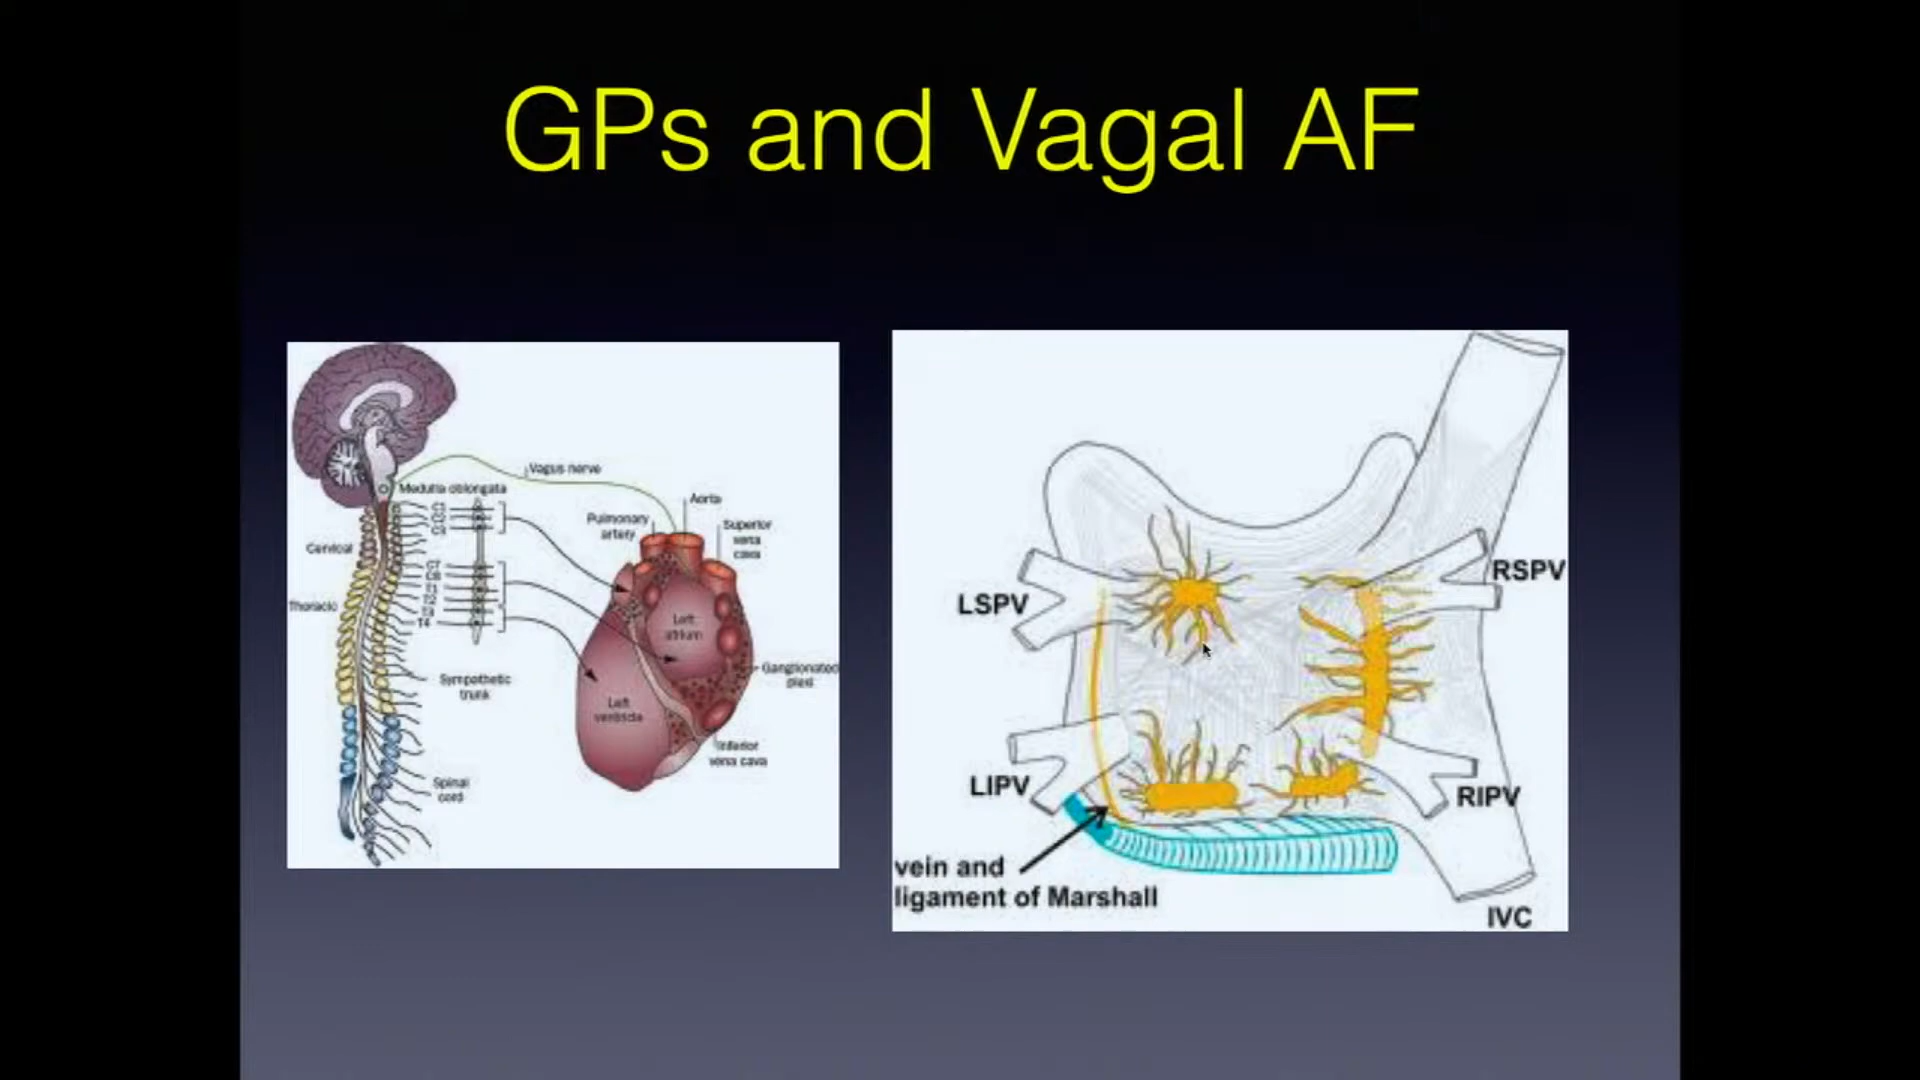 GPs and Vagal AF
Vagus nerve
Medulla oblongata
Aorta
Pulmonary
artery
Superior
vena
cava
Cervical
Thoracic
T4
Left
atrium
Ganglionated
plexi
Sympathetic
trunk
Left
ventricle
Inferior
vena cava
Spinal
cord
RSPV
LSPV
LIPV
RIPV
vein and
ligament of Marshall
IVC